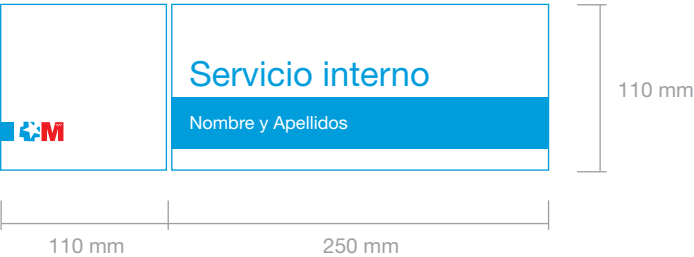 Servicio interno
110 mm
M
Nombre y Apellidos
110 mm
250 mm